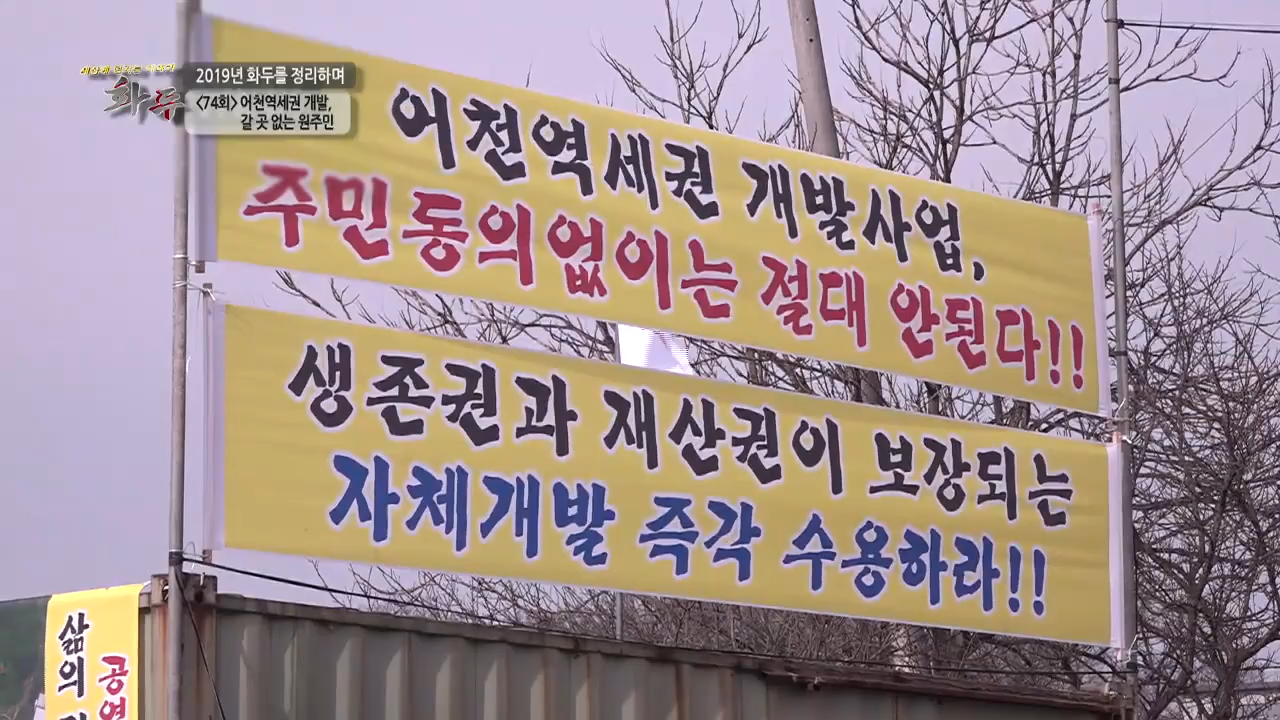 화두
2019년 화두를 정리하며
<74회> 어천역세권 개발,
갈 곳 없는 원주민
어천역세권 개발사업,
주민동의없이는 절대 안된다!!
생존권과 재산권이 보장되는
자체개발 즉각 수용하라!!
삶의
공영